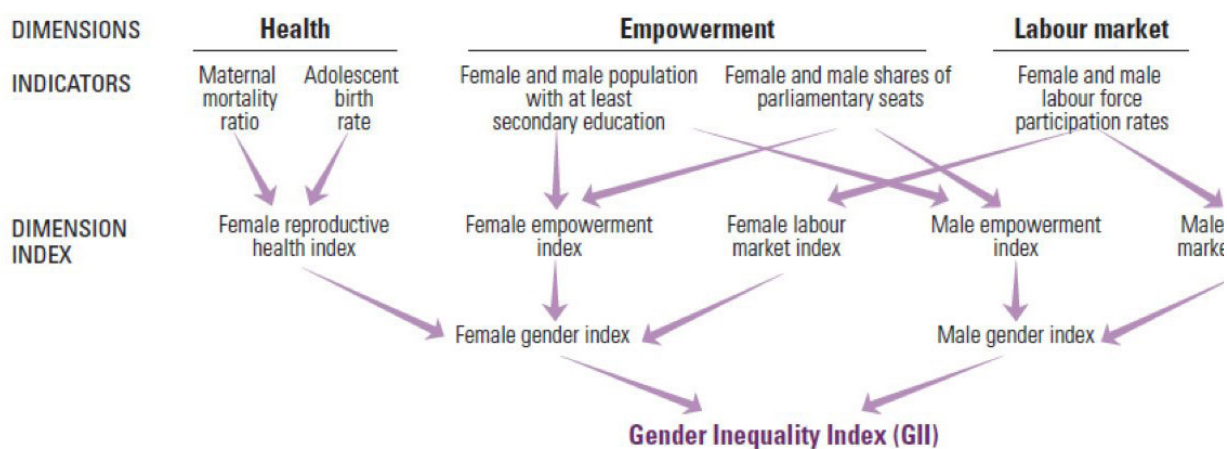 DIMENSIONS
Health
Empowerment
Labour market
INDICATORS
Maternal
mortality
ratio
Adolescent
birth
rate
Female and male population
with at least
secondary education
Female and male shares of
parliamentary seats
Female and male
labour force
participation rates
DIMENSION
INDEX
Female reproductive
health index
Female empowerment
index
Female labour
market index
Male empowerment
index
Male
marke
Female gender index
Male gender index
Gender Inequality Index (GII)